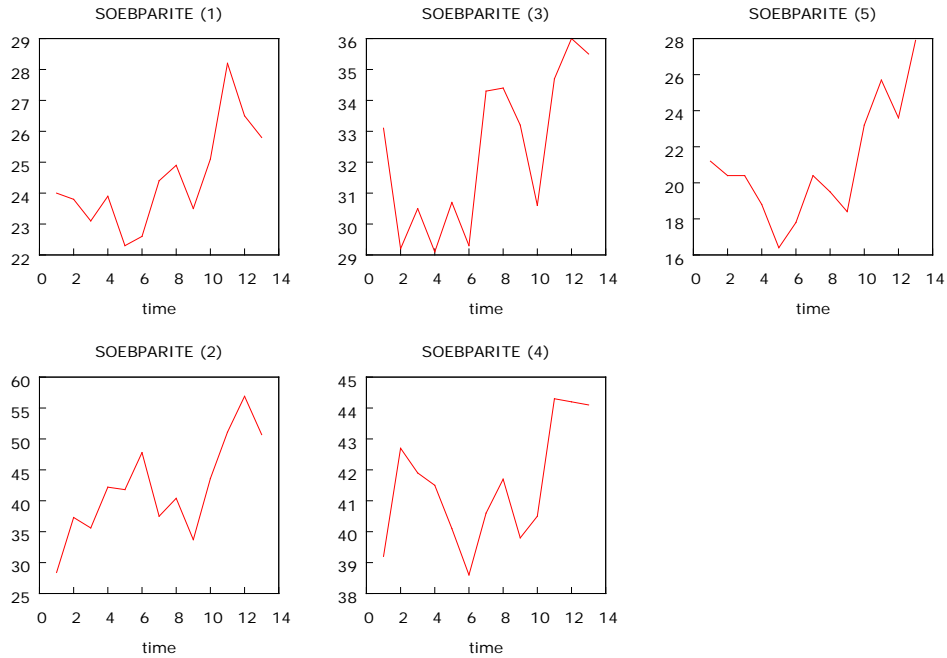 SOEBPARITE (1)
29
28
27
26
25
24
23
22
0 2 4 6 8 10 12 14
time
SOEBPARITE (3)
36
35
34
33
32
31
30
29
0 2 4 6 8 10 12 14
time
SOEBPARITE (5)
28
26
24
22
20
18
16
0 2 4 6 8 10 12 14
time
SOEBPARITE (2)
60
55
50
45
40
35
30
25
0 2 4 6 8 10 12 14
time
SOEBPARITE (4)
45
44
43
42
41
40
39
38
0 2 4 6 8 10 12 14
time